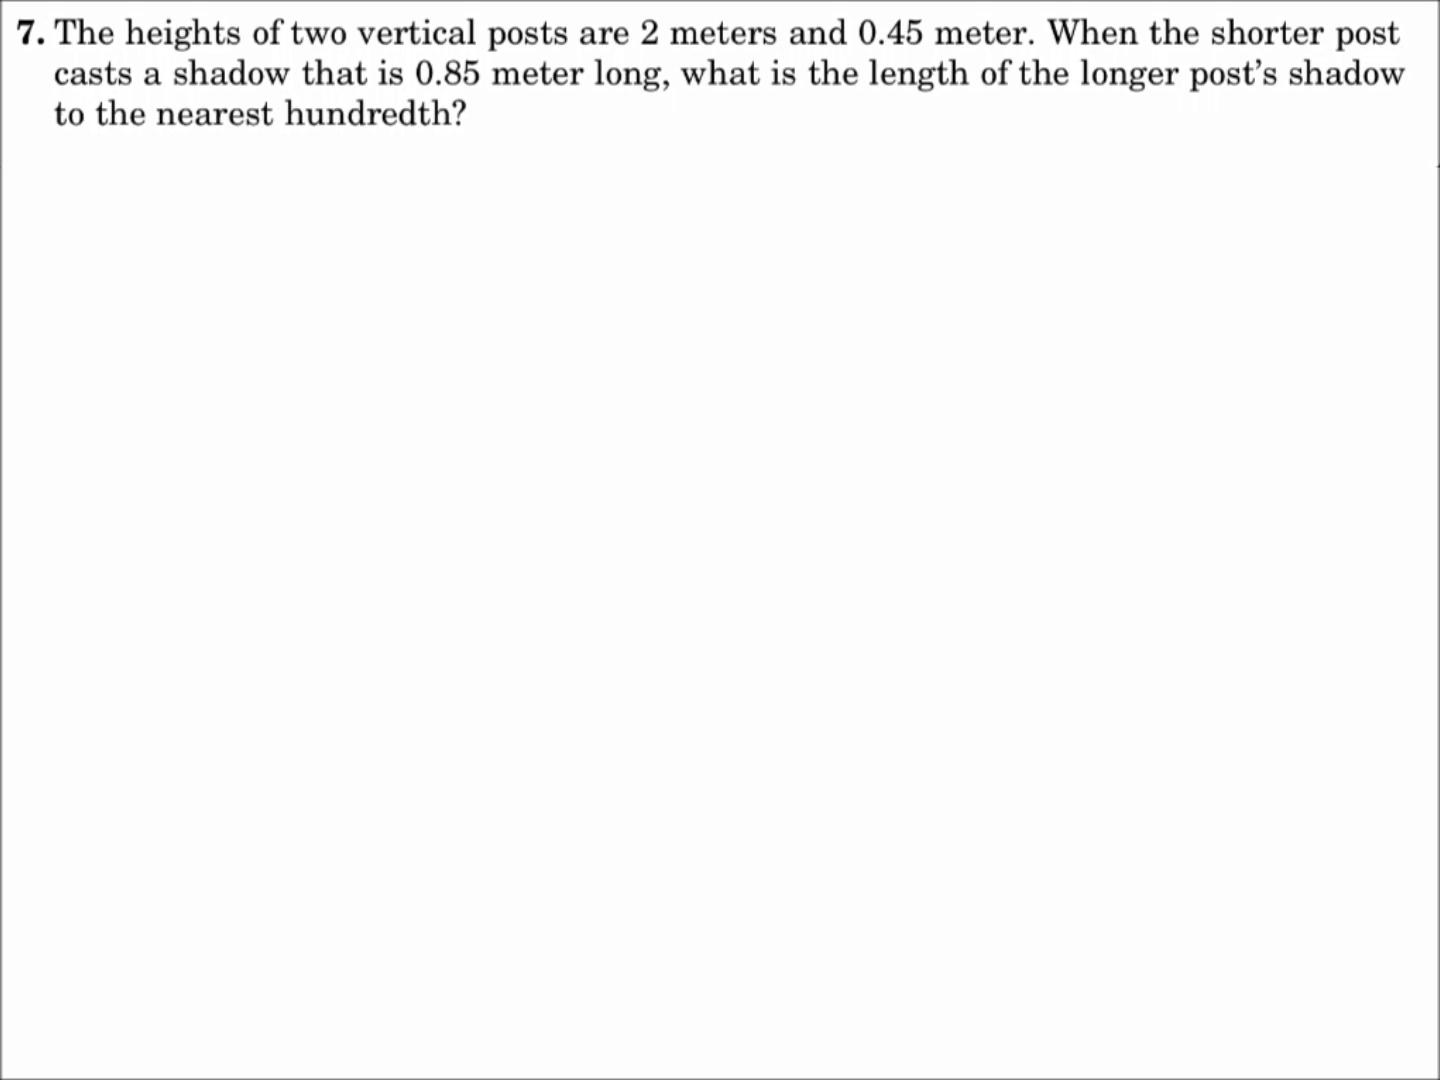 7. The heights of two vertical posts are 2 meters and 0.45 meter. When the shorter post
casts a shadow that is 0.85 meter long, what is the length of the longer post’s shadow
to the nearest hundredth?